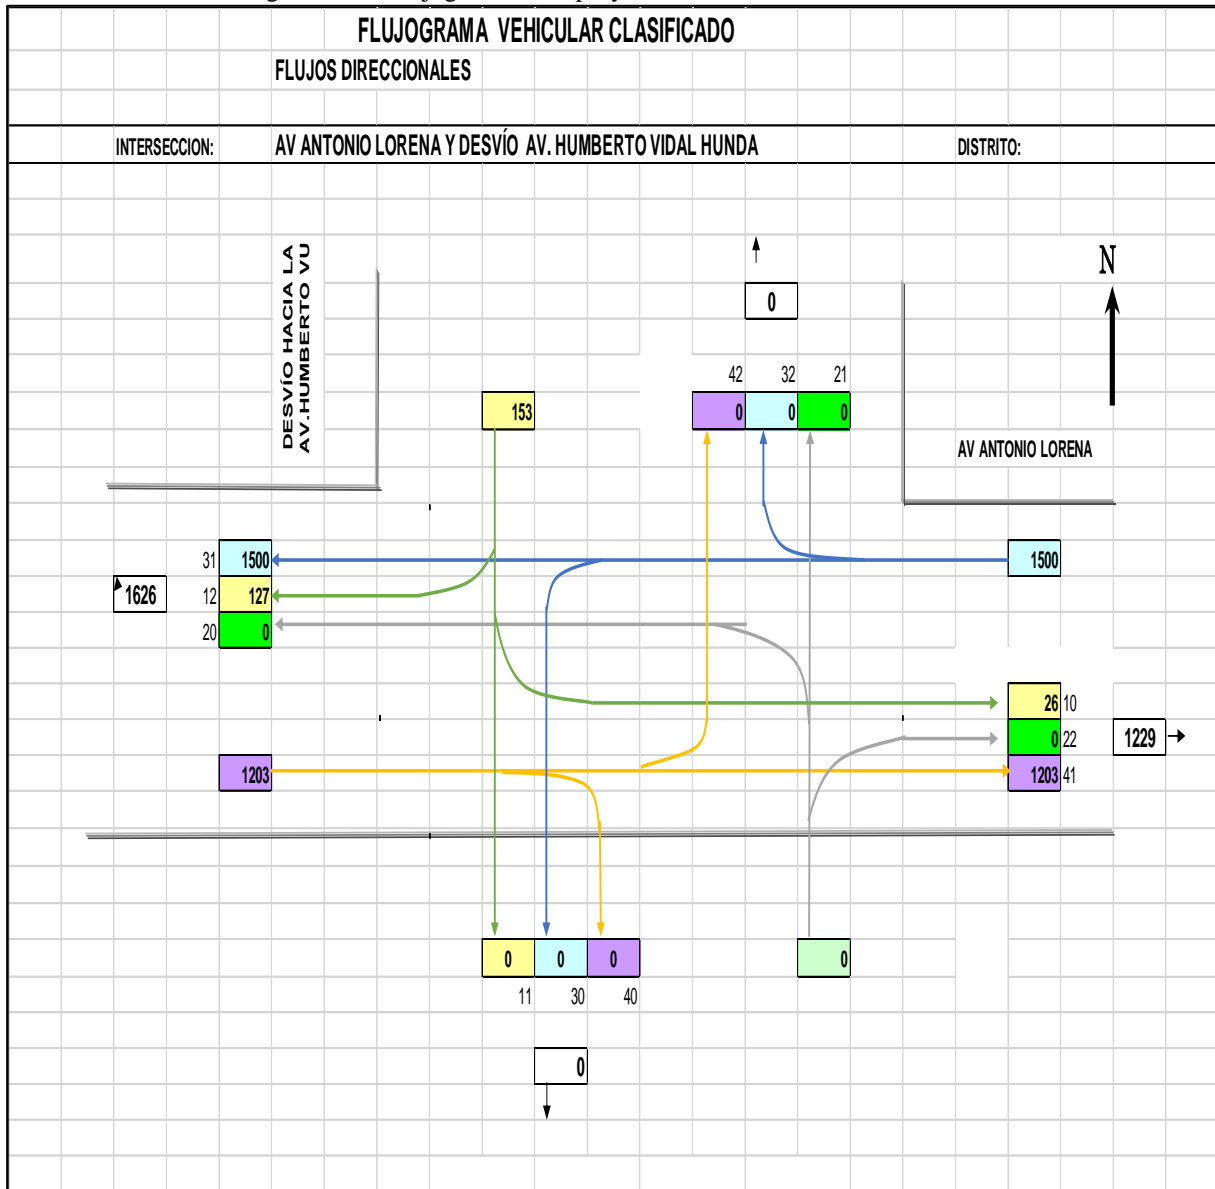 FLUJOGRAMA VEHICULAR CLASIFICADO
FLUJOS DIRECCIONALES
INTERSECCION: AV ANTONIO LORENA Y DESVÍO AV. HUMBERTO VIDAL HUNDA DISTRITO:
DESVÍO HACIA LA
AV.HUMBERTO VU
N
0
42 32 21
153 0 0 0
AV ANTONIO LORENA
31 1500 1500
1626 12 127
20 0
26 10
0 22 1229
1203 1203 41
0 0 0 0
11 30 40
0